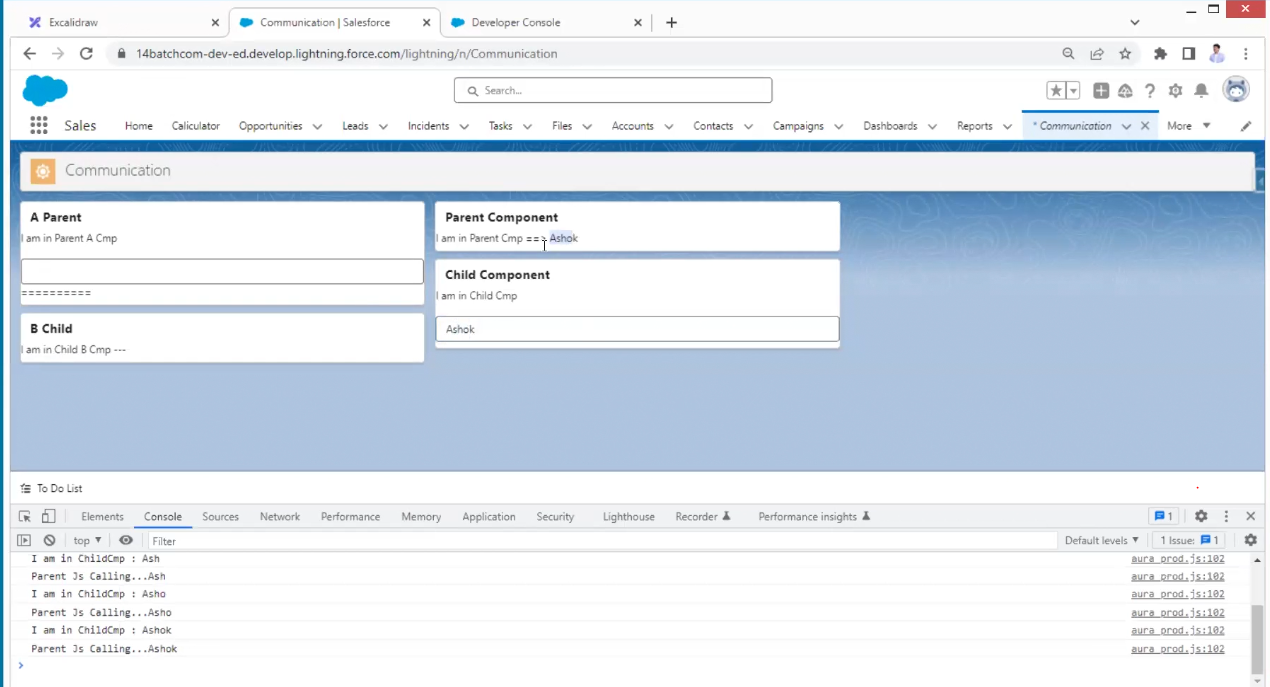 Excalidraw
Communication | Salesforce
Developer Console
14batchcom-dev-ed.develop.lightning.force.com/lightning/n/Communication
Search...
Sales Home Calculator Opportunities Leads Incidents Tasks Files Accounts Contacts Campaigns Dashboards Reports * Communication More
Communication
A Parent
I am in Parent A Cmp
==========
B Child
I am in Child B Cmp ---
Parent Component
I am in Parent Cmp ==> Ashok
Child Component
I am in Child Cmp
Ashok
To Do List
Elements Console Sources Network Performance Memory Application Security Lighthouse Recorder Performance insights 1
top Filter Default levels 1 Issue: 1
I am in ChildCmp : Ash aura_prod.js:102
Parent Js Calling...Ash aura_prod.js:102
I am in ChildCmp : Asho aura_prod.js:102
Parent Js Calling...Asho aura_prod.js:102
I am in ChildCmp : Ashok aura_prod.js:102
Parent Js Calling...Ashok aura_prod.js:102